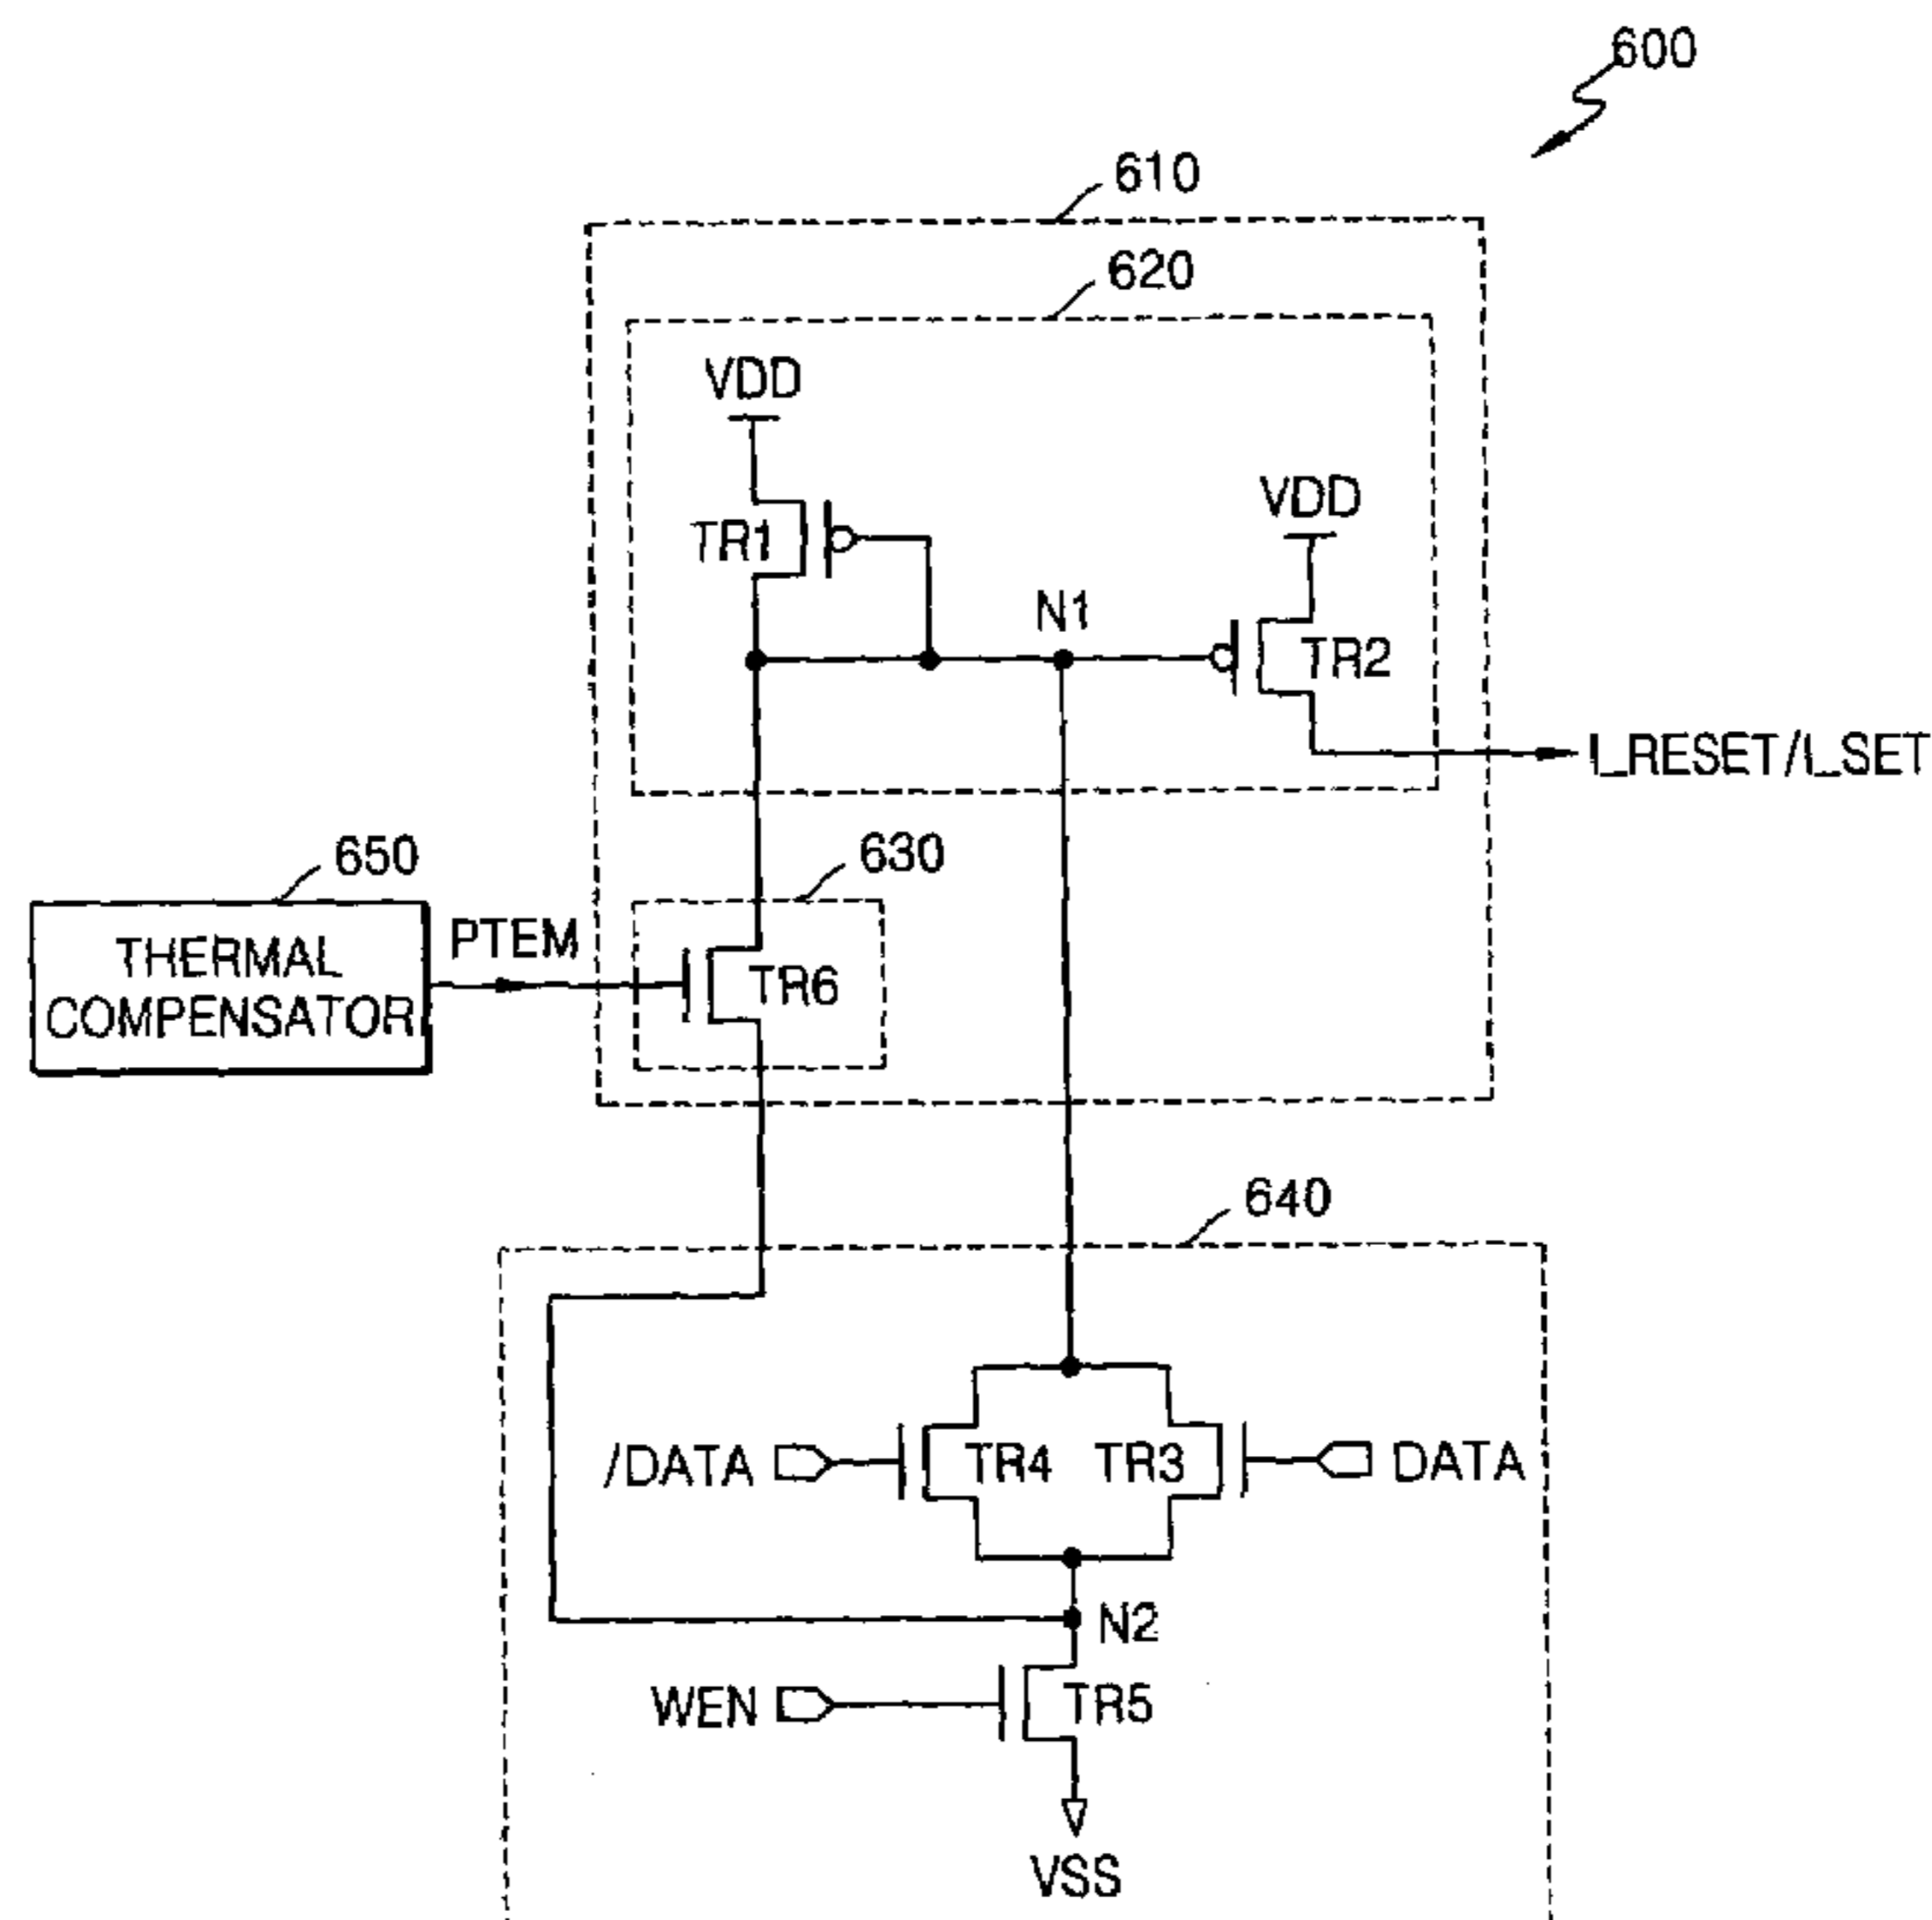 600
610
620
VDD
VDD
TR1
N1
TR2
I_RESET/I_SET
650
630
THERMAL
COMPENSATOR
PTEM
TR6
640
/DATA
TR4
TR3
DATA
N2
WEN
TR5
VSS